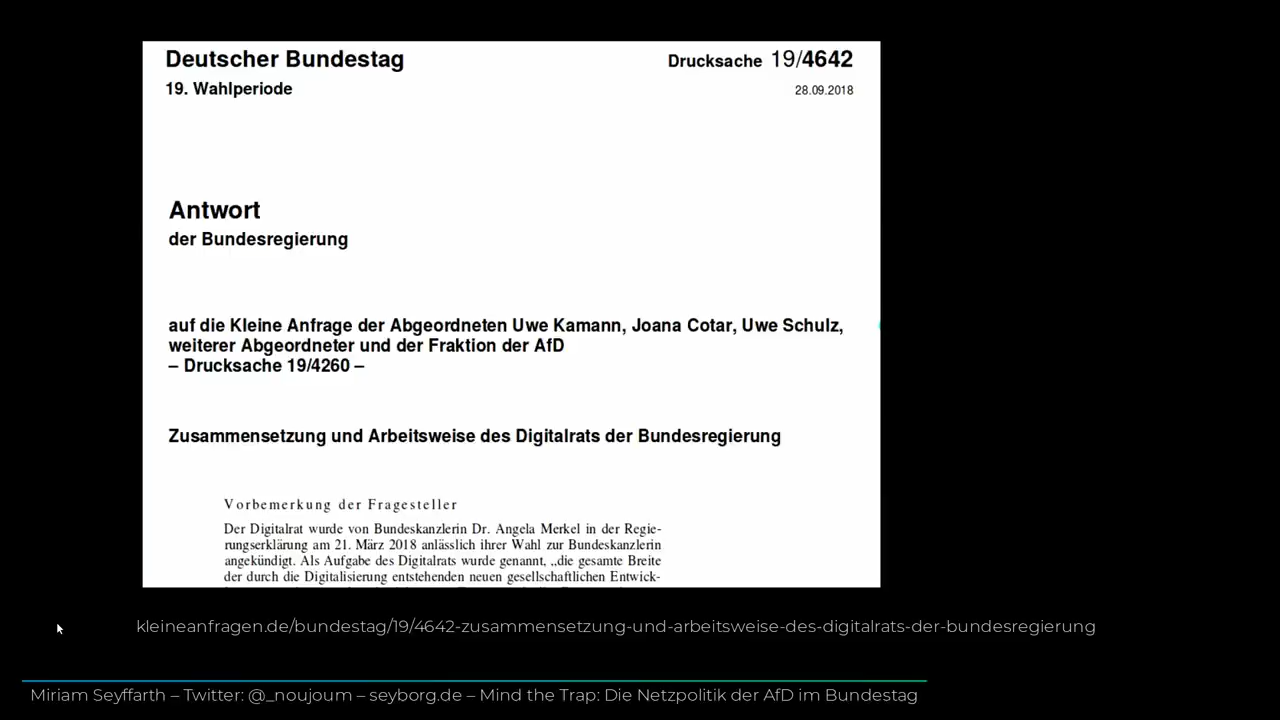 Deutscher Bundestag
Drucksache 19/4642
19. Wahlperiode
28.09.2018
Antwort
der Bundesregierung
auf die Kleine Anfrage der Abgeordneten Uwe Kamann, Joana Cotar, Uwe Schulz,
weiterer Abgeordneter und der Fraktion der AfD
– Drucksache 19/4260 –
Zusammensetzung und Arbeitsweise des Digitalrats der Bundesregierung
Vorbemerkung der Fragesteller
Der Digitalrat wurde von Bundeskanzlerin Dr. Angela Merkel in der Regie-
rungserklärung am 21. März 2018 anlässlich ihrer Wahl zur Bundeskanzlerin
angekündigt. Als Aufgabe des Digitalrats wurde genannt, „die gesamte Breite
der durch die Digitalisierung entstehenden neuen gesellschaftlichen Entwick-
kleineanfragen.de/bundestag/19/4642-zusammensetzung-und-arbeitsweise-des-digitalrats-der-bundesregierung
Miriam Seyffarth – Twitter: @_noujoum – seyborg.de – Mind the Trap: Die Netzpolitik der AfD im Bundestag